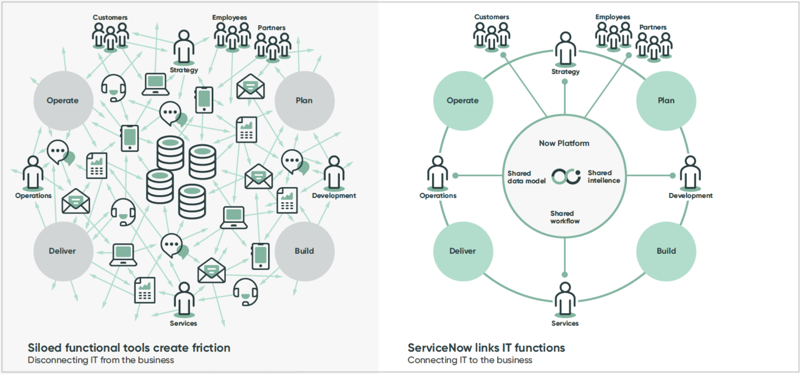 Customers
Employees
Partners
Strategy
Operate
Plan
Operations
Development
Deliver
Build
Services
Siloed functional tools create friction
Disconnecting IT from the business
Customers
Employees
Partners
Strategy
Operate
Plan
Now Platform
Shared
data model
Shared
Intellence
Shared
workflow
Operations
Development
Deliver
Build
Services
ServiceNow links IT functions
Connecting IT to the business